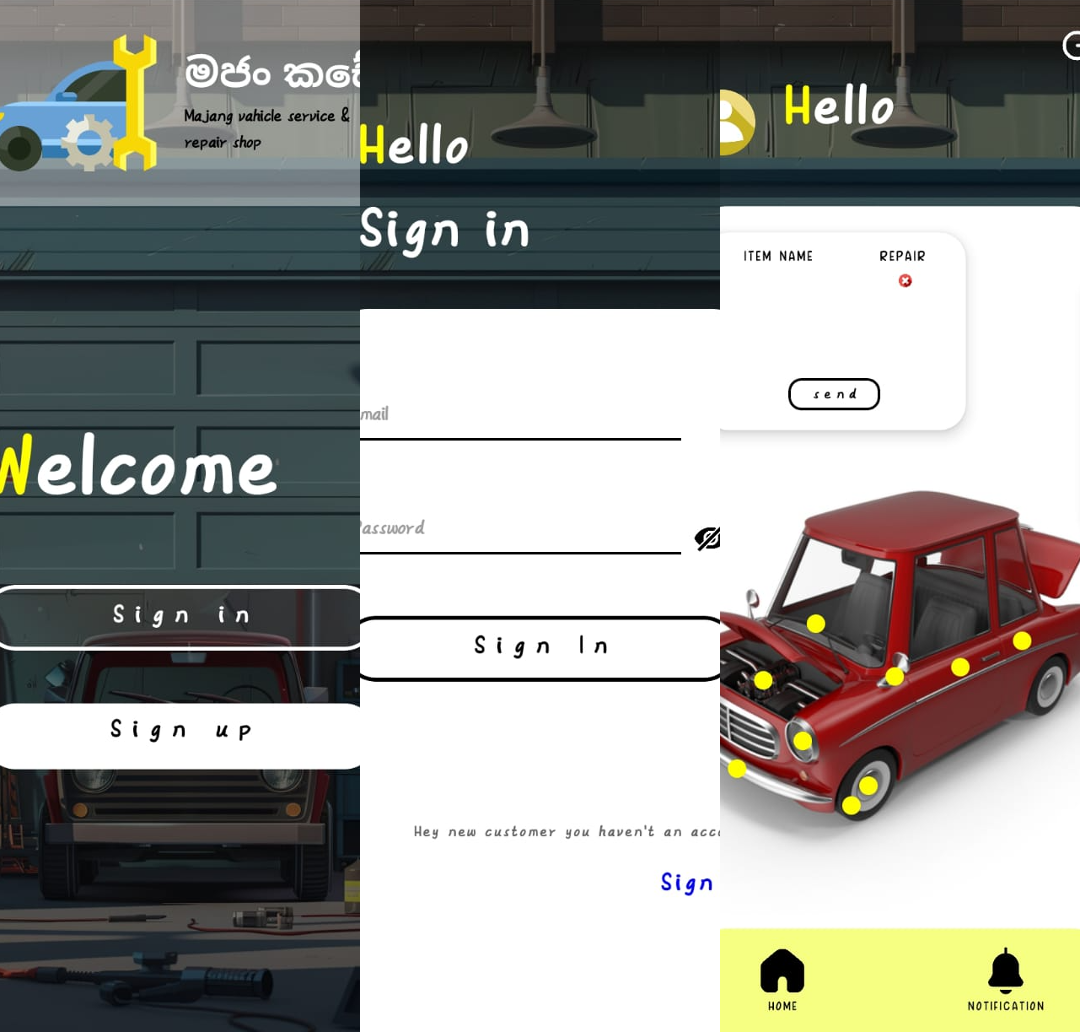 මජං කඩේ
Majang vahicle service &
repair shop
Welcome
Sign in
Sign up
Hello
Sign in
mail
Password
Sign In
Hey new customer you haven't an acc
Sign
Hello
ITEM NAME REPAIR
send
HOME NOTIFICATION